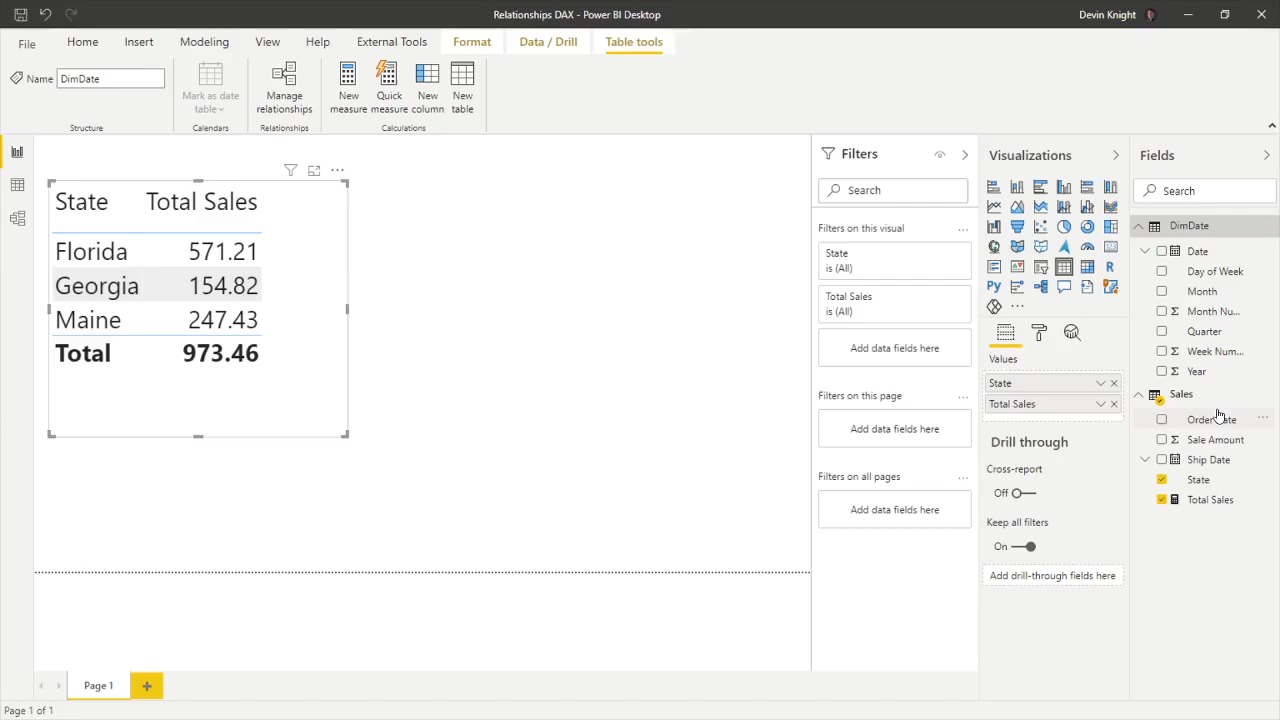 Relationships DAX - Power BI Desktop
Devin Knight
File
Home
Insert
Modeling
View
Help
External Tools
Format
Data / Drill
Table tools
Name
DimDate
Mark as date
table
Manage
relationships
New
measure
Quick
measure
New
column
New
table
Structure
Calendars
Relationships
Calculations
State Total Sales
Florida 571.21
Georgia 154.82
Maine 247.43
Total 973.46
Filters
Search
Filters on this visual
...
State
is (All)
Total Sales
is (All)
Add data fields here
Filters on this page
...
Add data fields here
Filters on all pages
...
Add data fields here
Visualizations
R
Py
...
Values
State
Total Sales
Drill through
Cross-report
Off
Keep all filters
On
Add drill-through fields here
Fields
Search
DimDate
Date
Day of Week
Month
Σ Month Nu...
Quarter
Σ Week Num...
Σ Year
Sales
Σ Sale Amount
Ship Date
State
Total Sales
Page 1
Page 1 of 1